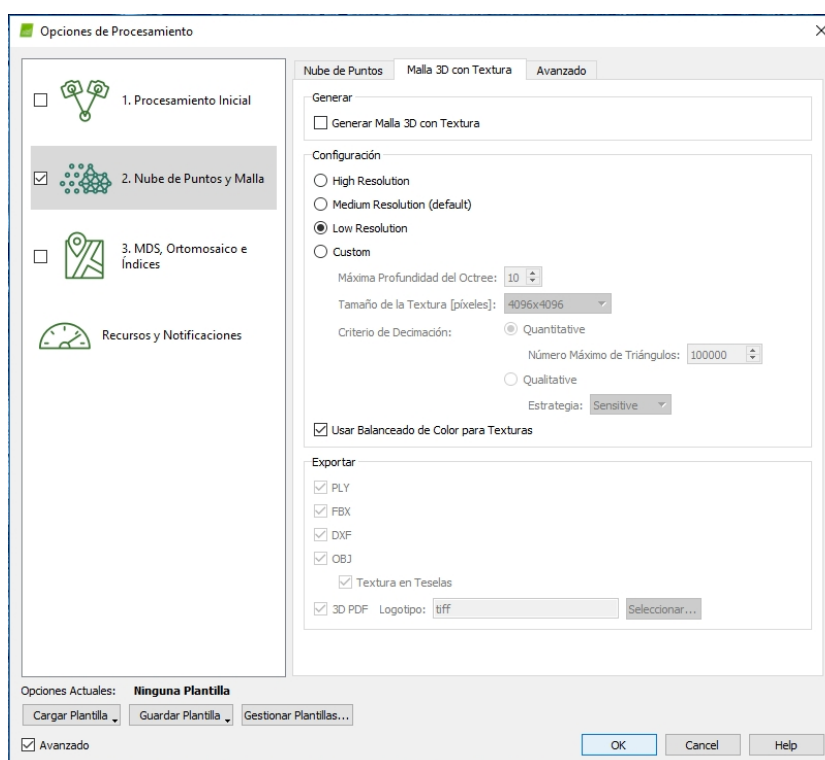 Opciones de Procesamiento
1. Procesamiento Inicial
2. Nube de Puntos y Malla
3. MDS, Ortomosaico e
Índices
Recursos y Notificaciones
Nube de Puntos
Malla 3D con Textura
Avanzado
Generar
Generar Malla 3D con Textura
Configuración
High Resolution
Medium Resolution (default)
Low Resolution
Custom
Máxima Profundidad del Octree: 10
Tamaño de la Textura [píxeles]: 4096x4096
Criterio de Decimación: Quantitative
Número Máximo de Triángulos: 100000
Qualitative
Estrategia: Sensitive
Usar Balanceado de Color para Texturas
Exportar
PLY
FBX
DXF
OBJ
Textura en Teselas
3D PDF Logotipo: tiff Seleccionar...
Opciones Actuales: Ninguna Plantilla
Cargar Plantilla Guardar Plantilla Gestionar Plantillas...
Avanzado
OK Cancel Help